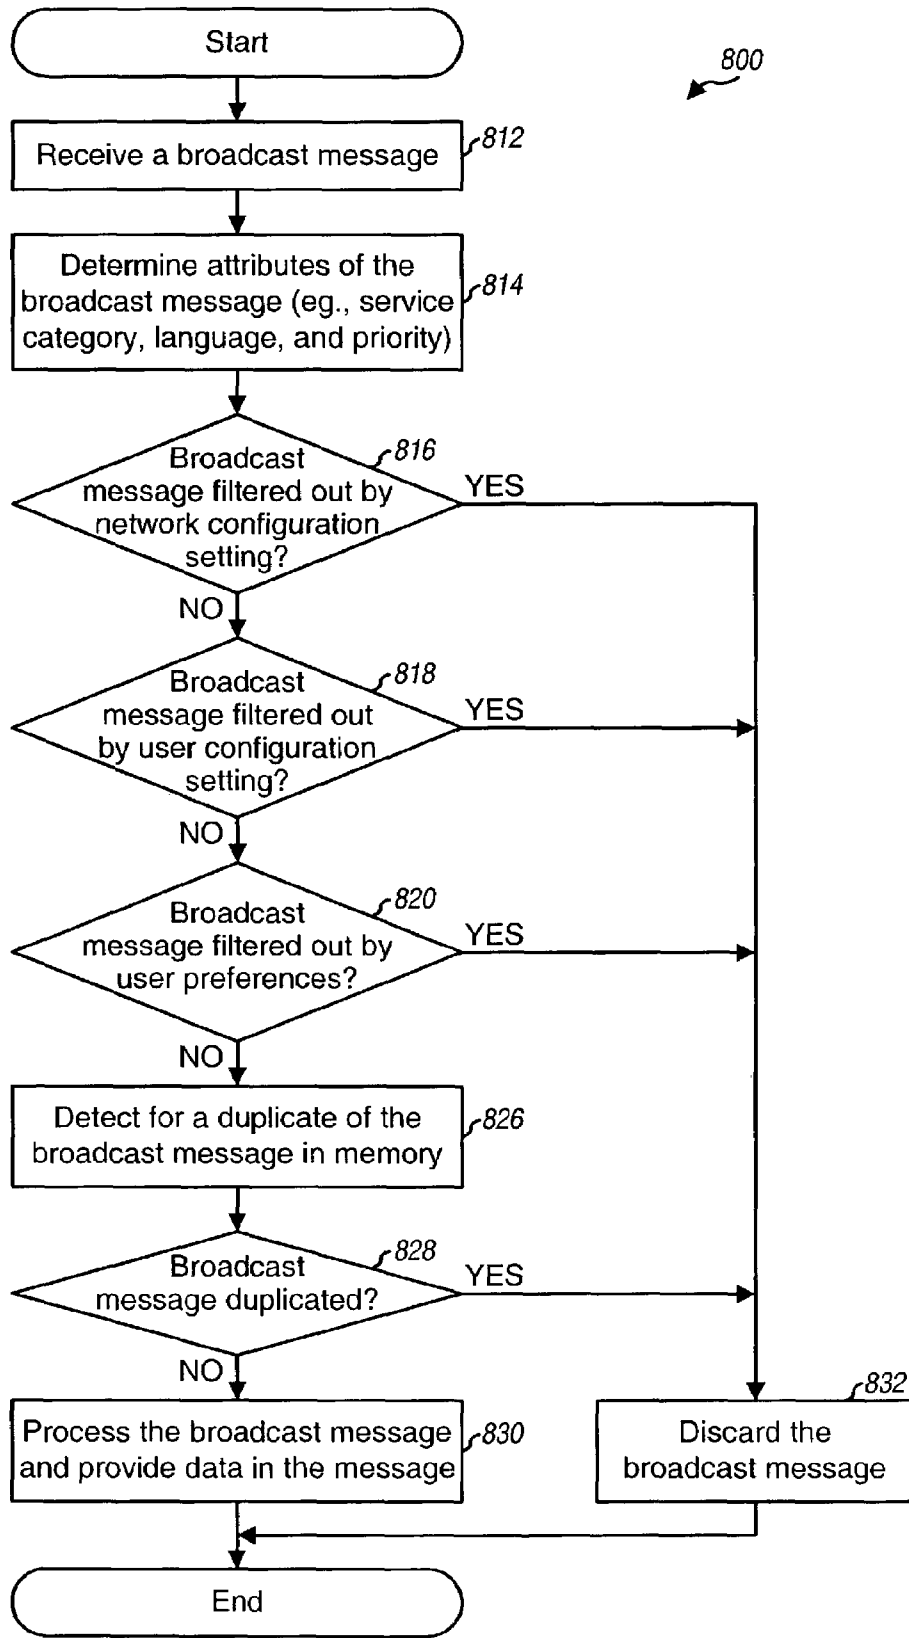 Start
800
Receive a broadcast message
812
Determine attributes of the
broadcast message (eg., service
category, language, and priority)
814
Broadcast
message filtered out by
network configuration
setting?
816
YES
NO
Broadcast
message filtered out
by user configuration
setting?
818
YES
NO
Broadcast
message filtered out by
user preferences?
820
YES
NO
Detect for a duplicate of the
broadcast message in memory
826
Broadcast
message duplicated?
828
YES
NO
Process the broadcast message
and provide data in the message
830
Discard the
broadcast message
832
End